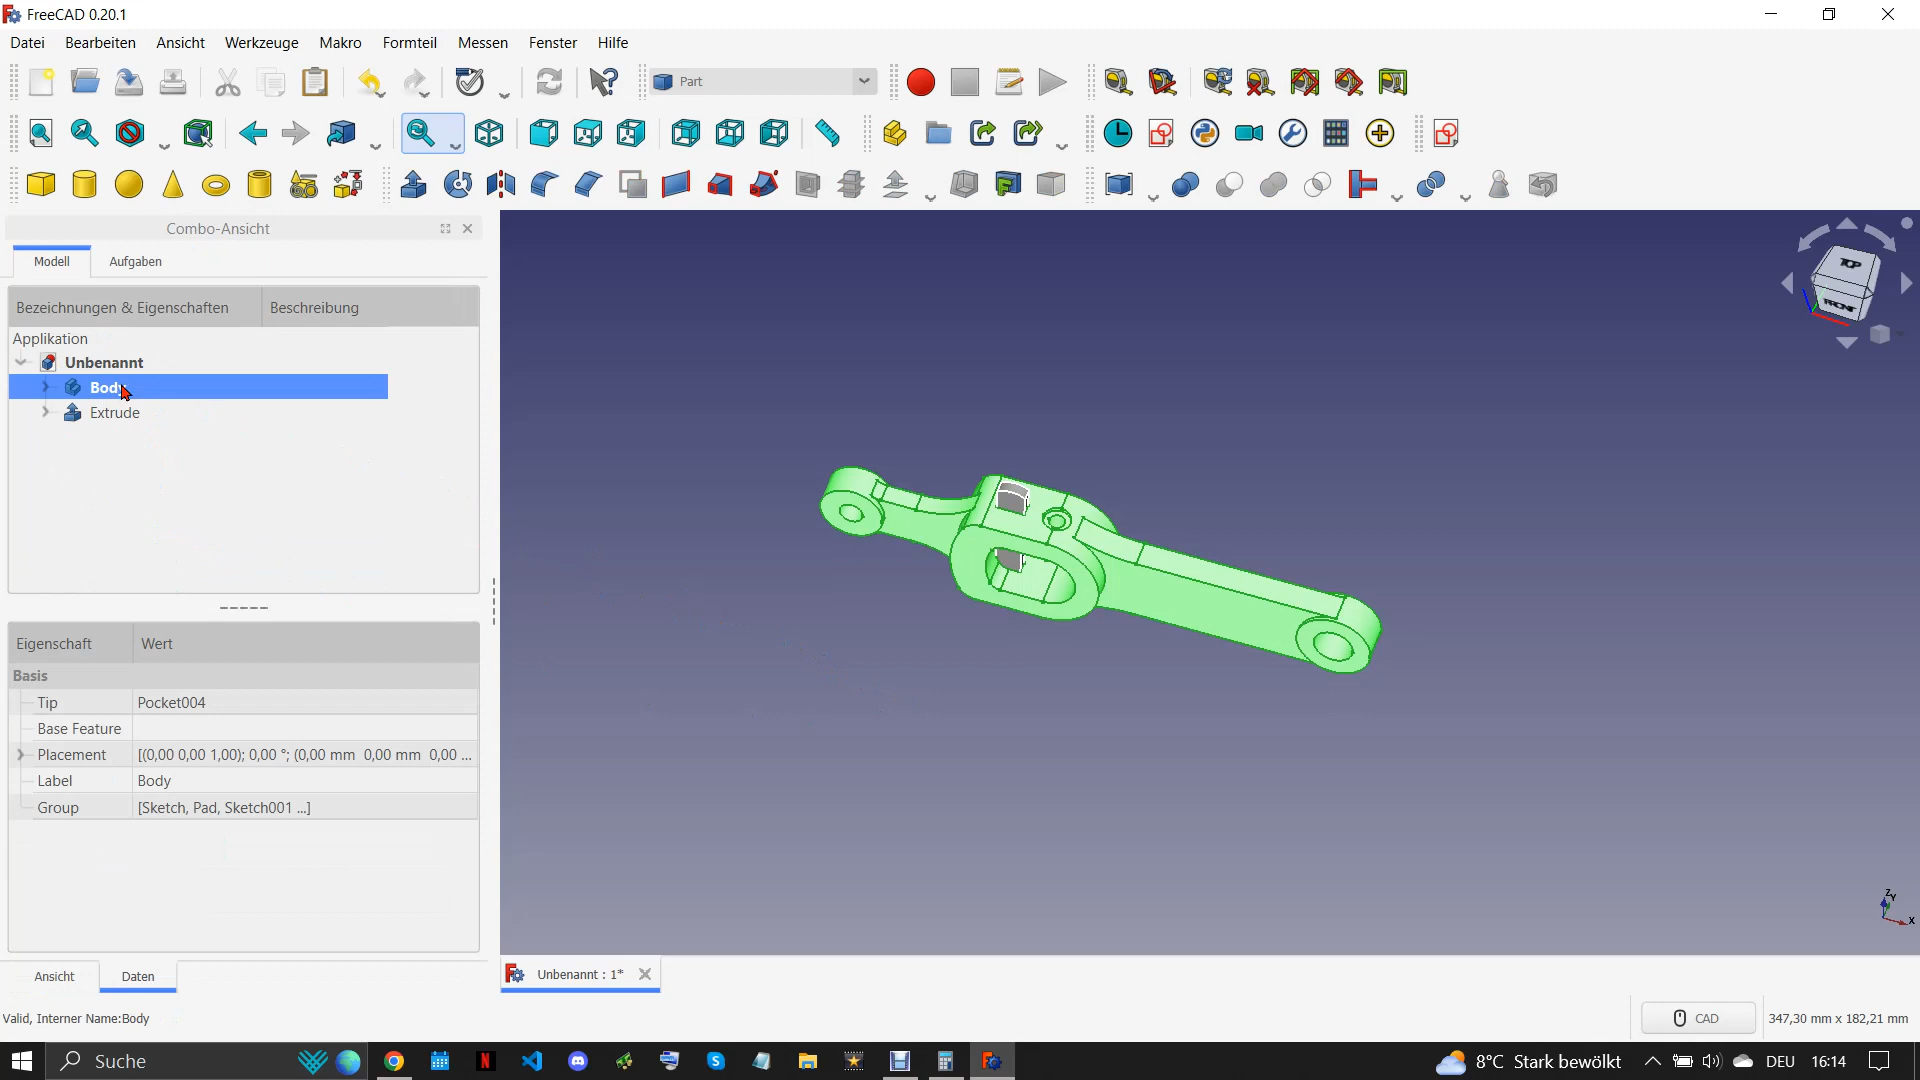 FreeCAD 0.20.1
Datei Bearbeiten Ansicht Werkzeuge Makro Formteil Messen Fenster Hilfe
Part
Combo-Ansicht
Modell Aufgaben
Bezeichnungen & Eigenschaften Beschreibung
Applikation
Unbenannt
Body
Extrude
TOP
FRONT
Eigenschaft Wert
Basis
Tip Pocket004
Base Feature
Placement [(0,00 0,00 1,00); 0,00 °; (0,00 mm 0,00 mm 0,00 ...
Label Body
Group [Sketch, Pad, Sketch001 ...]
Z
Y
X
Ansicht Daten
Unbenannt : 1*
Valid, Interner Name:Body
CAD 347,30 mm x 182,21 mm
Suche
8°C Stark bewölkt DEU 16:14